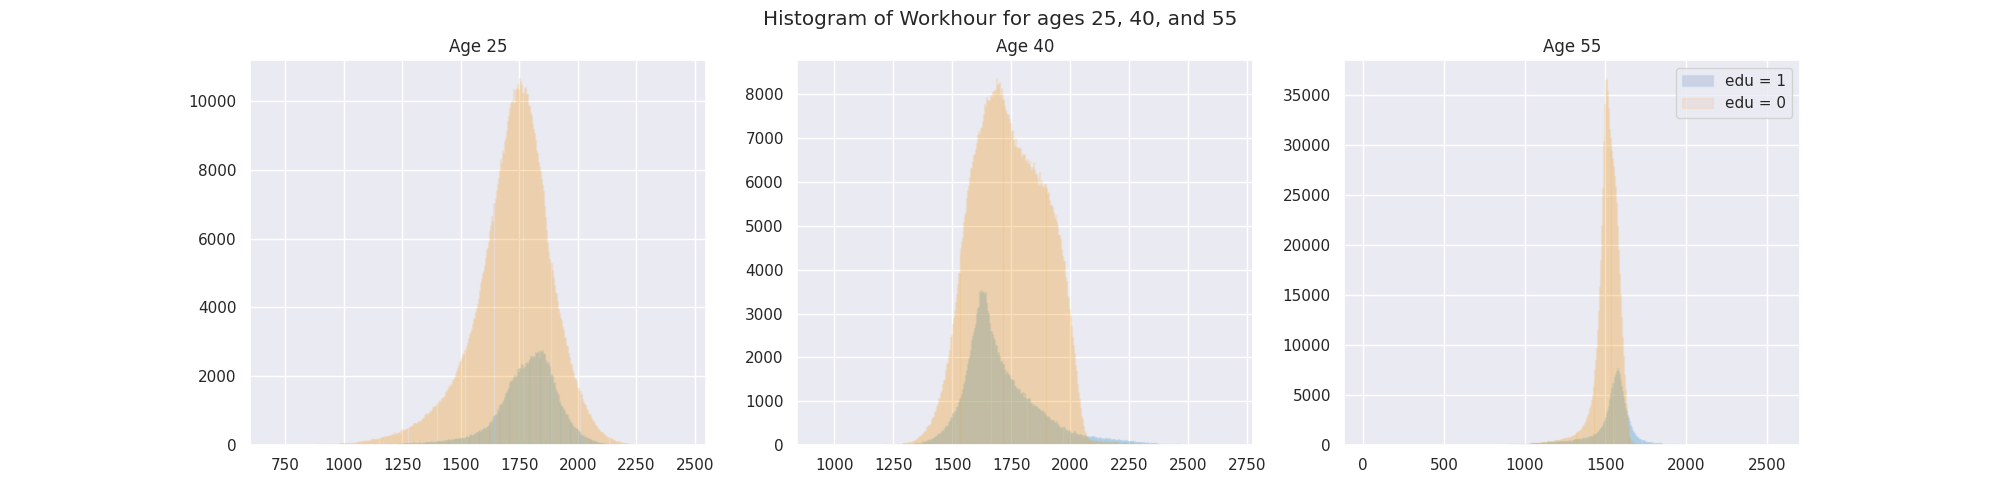 Histogram of Workhour for ages 25, 40, and 55
Age 25
10000
8000
6000
4000
2000
0
750 1000 1250 1500 1750 2000 2250 2500
Age 40
8000
7000
6000
5000
4000
3000
2000
1000
0
1000 1250 1500 1750 2000 2250 2500 2750
Age 55
edu = 1
edu = 0
35000
30000
25000
20000
15000
10000
5000
0
0 500 1000 1500 2000 2500